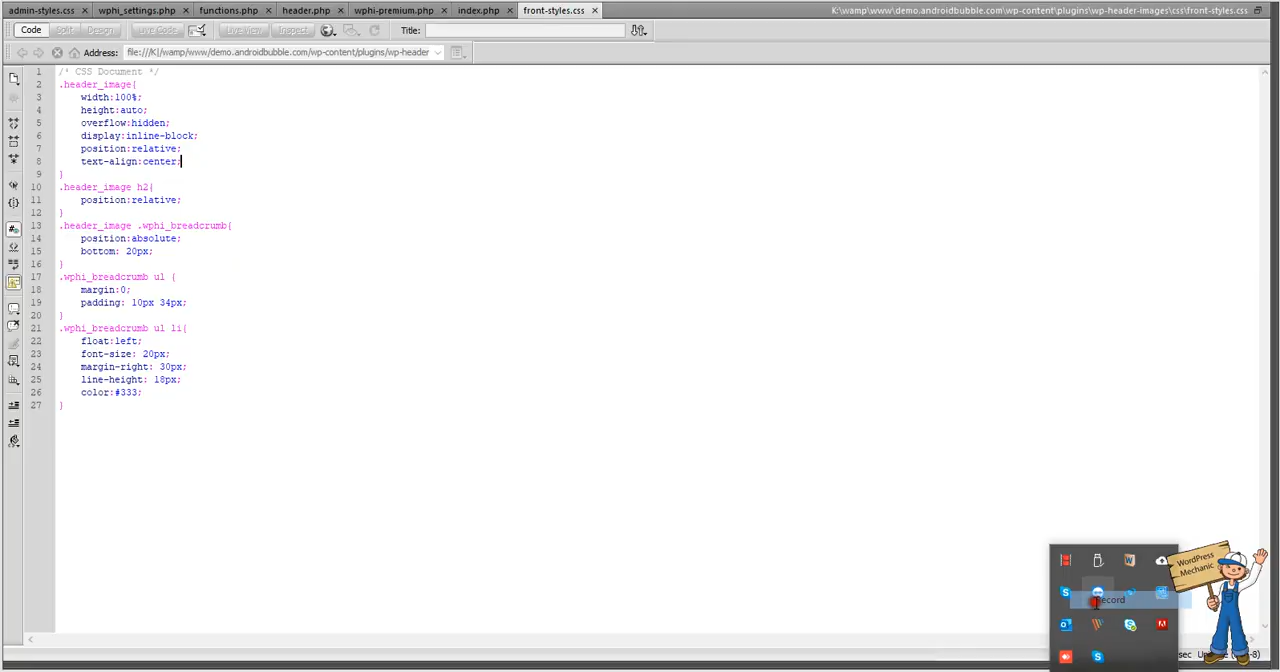 admin-styles.css × wphi_settings.php × functions.php × header.php × wphi-premium.php × index.php × front-styles.css × K:\wamp\www\demo.androidbubble.com\wp-content\plugins\wp-header-images\css\front-styles.css
Code Split Design Live Code Live View Inspect Title:
Address: file:///K|/wamp/www/demo.androidbubble.com/wp-content/plugins/wp-header
1 /* CSS Document */
2 .header_image{
3 width:100%;
4 height:auto;
5 overflow:hidden;
6 display:inline-block;
7 position:relative;
8 text-align:center;
9 }
10 .header_image h2{
11 position:relative;
12 }
13 .header_image .wphi_breadcrumb{
14 position:absolute;
15 bottom: 20px;
16 }
17 .wphi_breadcrumb ul {
18 margin:0;
19 padding: 10px 34px;
20 }
21 .wphi_breadcrumb ul li{
22 float:left;
23 font-size: 20px;
24 margin-right: 30px;
25 line-height: 18px;
26 color:#333;
27 }
WordPress
Mechanic
Record
sec